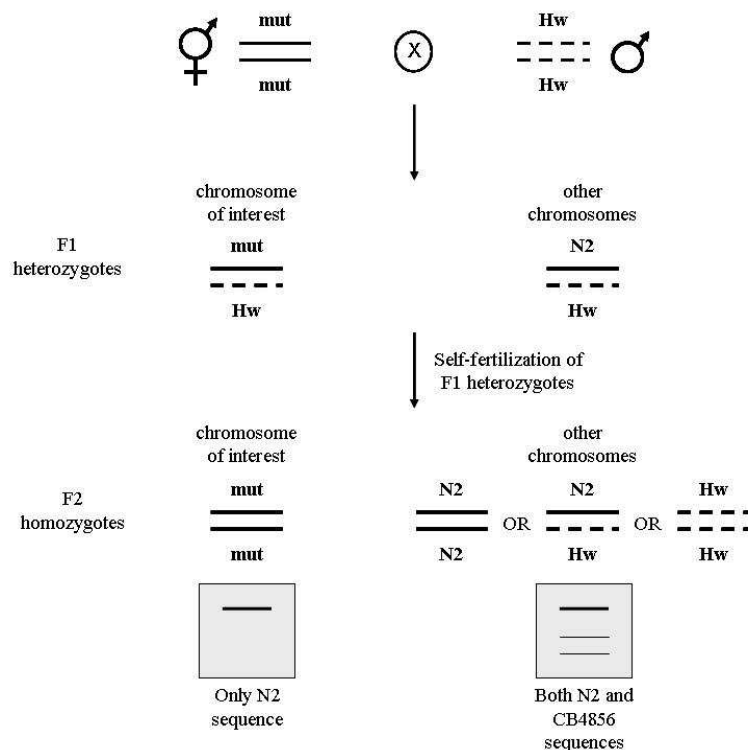 mut
Hw
X
mut
Hw
chromosome
of interest
other
chromosomes
F1
heterozygotes
mut
N2
Hw
Hw
Self-fertilization of
F1 heterozygotes
chromosome
of interest
other
chromosomes
F2
homozygotes
mut
N2
N2
Hw
OR
OR
mut
N2
Hw
Hw
Only N2
sequence
Both N2 and
CB4856
sequences